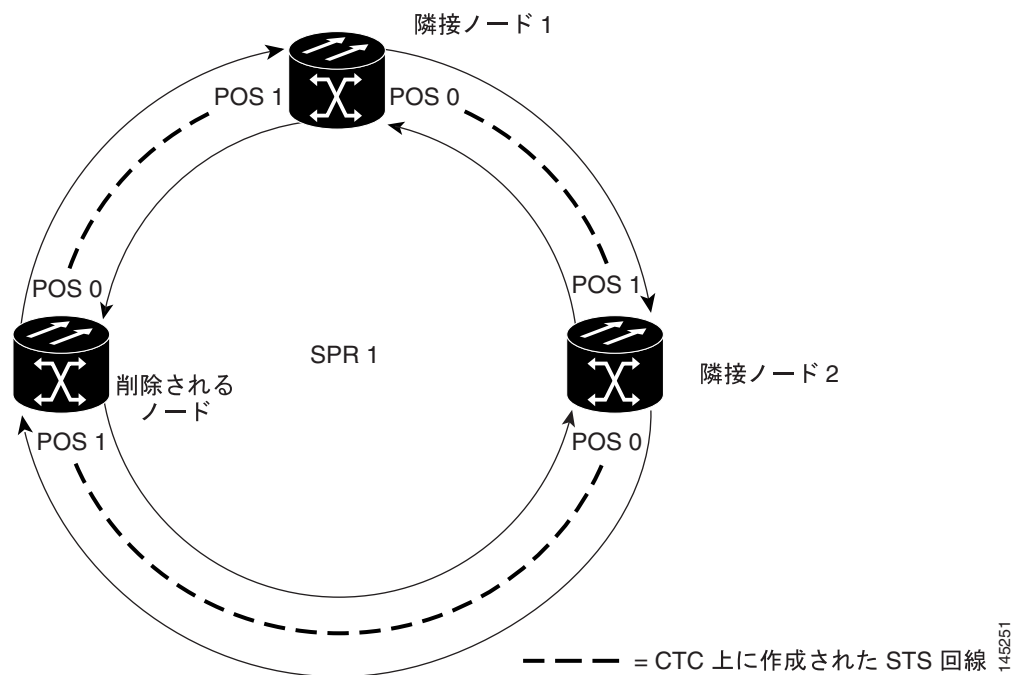 隣接ノード 1
POS 1
POS 0
POS 0
POS 1
SPR 1
削除される
ノード
隣接ノード 2
POS 1
POS 0
= CTC 上に作成された STS 回線
145251